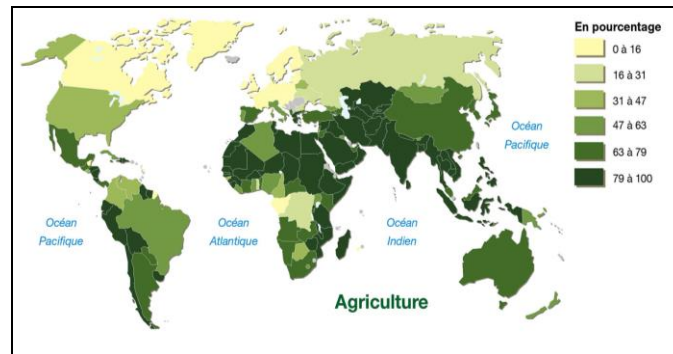 En pourcentage
0 à 16
16 à 31
31 à 47
47 à 63
63 à 79
79 à 100
Océan
Pacifique
Océan
Pacifique
Océan
Atlantique
Océan
Indien
Agriculture